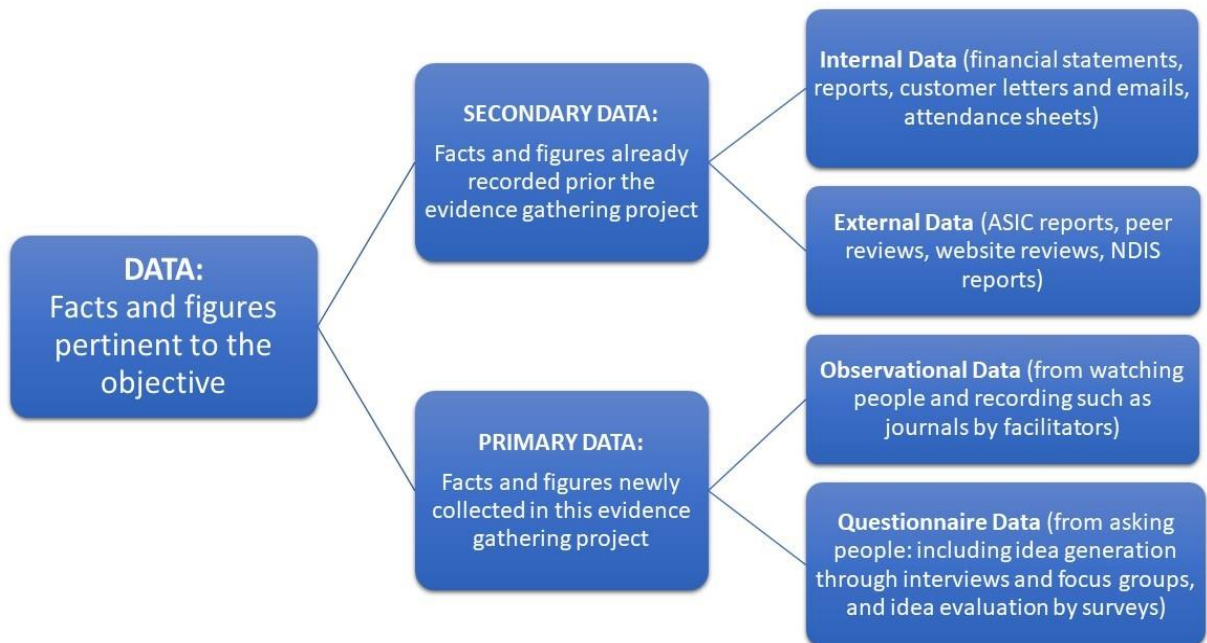 DATA:
Facts and figures
pertinent to the
objective
SECONDARY DATA:
Facts and figures already
recorded prior the
evidence gathering project
Internal Data (financial statements,
reports, customer letters and emails,
attendance sheets)
External Data (ASIC reports, peer
reviews, website reviews, NDIS
reports)
PRIMARY DATA:
Facts and figures newly
collected in this evidence
gathering project
Observational Data (from watching
people and recording such as
journals by facilitators)
Questionnaire Data (from asking
people: including idea generation
through interviews and focus groups,
and idea evaluation by surveys)